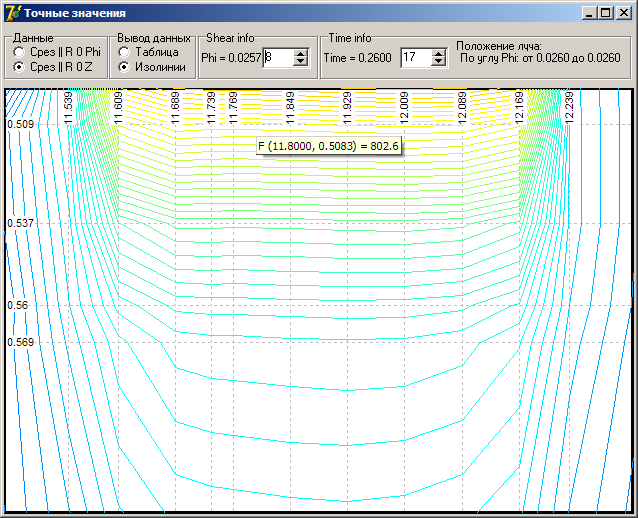 Точные значения
Данные
Срез || R 0 Phi
Срез || R 0 Z
Вывод данных
Таблица
Изолинии
Shear info
Phi = 0.0257
8
Time info
Time = 0.2600
17
Положение лча:
По углу Phi: от 0.0260 до 0.0260
11.539
11.609
11.689
11.739
11.769
11.849
11.929
12.009
12.089
12.169
12.239
0.509
F (11.8000, 0.5083) = 802.6
0.537
0.56
0.569